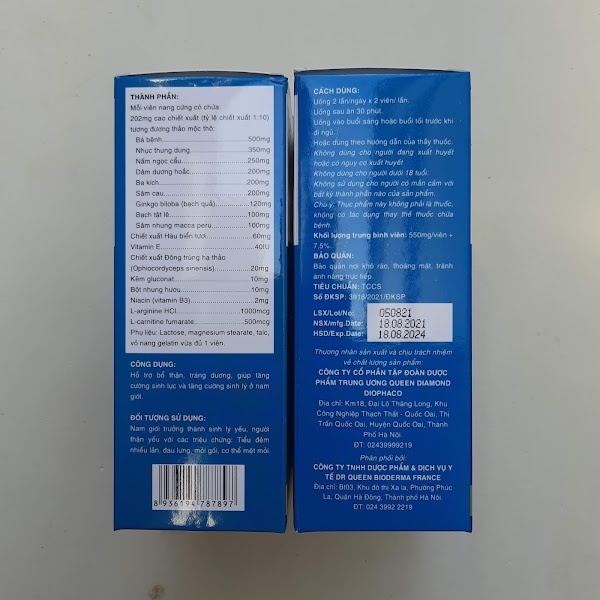 THÀNH PHẦN:
Mỗi viên nang cứng có chứa:
202mg cao chiết xuất (tỷ lệ chiết xuất 1:10)
tương đương thảo mộc thô:
Bá bệnh....................500mg
Nhục thung dung....................350mg
Nấm ngọc cẩu....................250mg
Dâm dương hoắc....................200mg
Ba kích....................200mg
Sâm cau....................200mg
Ginkgo biloba (bạch quả)....................120mg
Bạch tật lê....................100mg
Sâm nhung macca peru....................100mg
Chiết xuất Hàu biển tươi....................60mg
Vitamin E....................40IU
Chiết xuất Đông trùng hạ thảo
(Ophiocordyceps sinensis)....................20mg
Kẽm gluconat....................10mg
Bột nhung hươu....................10mg
Niacin (vitamin B3)....................2mg
L-arginine HCl....................1000mcg
L-carnitine fumarate....................500mcg
Phụ liệu: Lactose, magnesium stearate, talc,
vỏ nang gelatin vừa đủ 1 viên.
CÔNG DỤNG:
Hỗ trợ bổ thận, tráng dương, giúp tăng
cường sinh lực và tăng cường sinh lý ở nam
giới.
ĐỐI TƯỢNG SỬ DỤNG:
Nam giới trưởng thành sinh lý yếu, người
thận yếu với các triệu chứng: Tiểu đêm
nhiều lần, đau lưng, mỏi gối, cơ thể mệt mỏi.
8 936194 787897
CÁCH DÙNG:
Uống 2 lần/ngày x 2 viên/ lần.
Uống sau ăn 30 phút.
Uống vào buổi sáng hoặc buổi tối trước khi
đi ngủ.
Hoặc dùng theo hướng dẫn của thầy thuốc.
Không dùng cho người đang xuất huyết
hoặc có nguy cơ xuất huyết
Không dùng cho người dưới 18 tuổi.
Không sử dụng cho người có mẫn cảm với
bất kỳ thành phần nào của sản phẩm.
Chú ý: Thực phẩm này không phải là thuốc,
không có tác dụng thay thế thuốc chữa
bệnh
Khối lượng trung bình viên: 550mg/viên ±
7,5%.
BẢO QUẢN:
Bảo quản nơi khô ráo, thoáng mát, tránh
ánh nắng trực tiếp.
TIÊU CHUẨN: TCCS
Số ĐKSP: 3916/2021/ĐKSP
LSX/Lot/No: 050821
NSX/mfg.Date: 18.08.2021
HSD/Exp.Date: 18.08.2024
Thương nhân sản xuất và chịu trách nhiệm
về chất lượng sản phẩm:
CÔNG TY CỔ PHẦN TẬP ĐOÀN DƯỢC
PHẨM TRUNG ƯƠNG QUEEN DIAMOND
DIOPHACO
Địa chỉ: Km18, Đại Lộ Thăng Long, Khu
Công Nghiệp Thạch Thất - Quốc Oai, Thị
Trấn Quốc Oai, Huyện Quốc Oai, Thành
Phố Hà Nội
ĐT: 02439999219
Phân phối bởi:
CÔNG TY TNHH DƯỢC PHẨM & DỊCH VỤ Y
TẾ DR QUEEN BIODERMA FRANCE
Địa chỉ: Bt03, Khu đô thị Xa la, Phường Phúc
La, Quận Hà Đông, Thành phố Hà Nội.
ĐT: 024 3992 2219